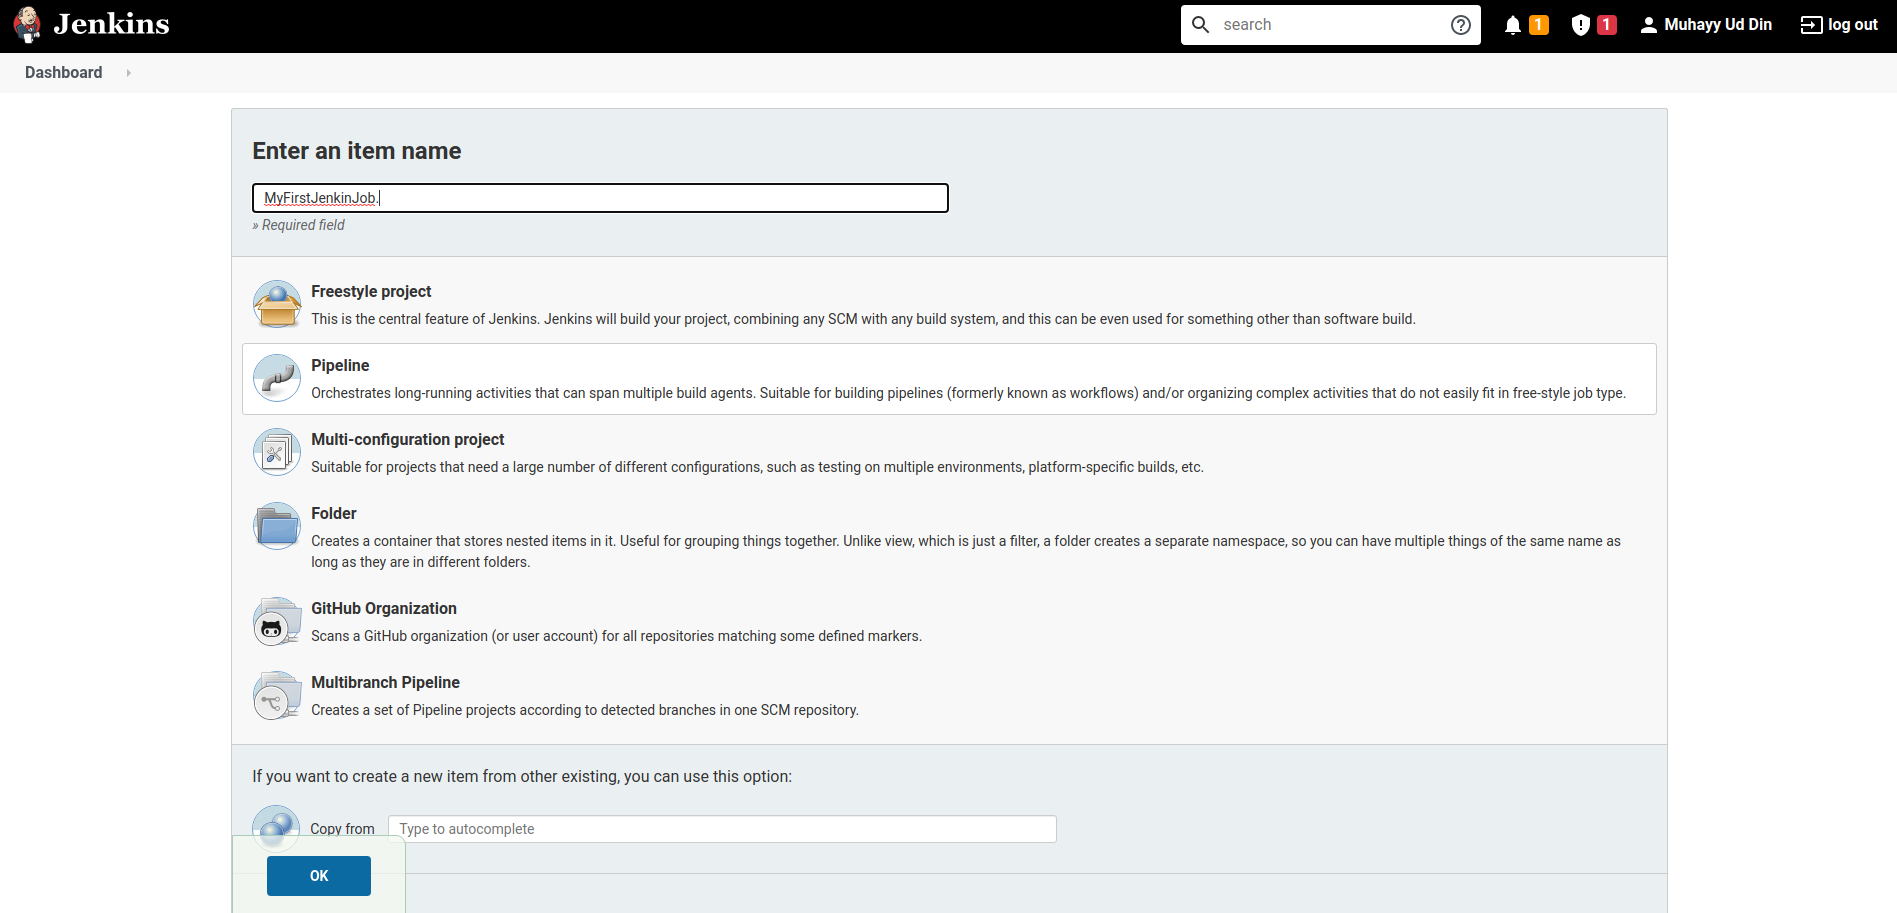 Jenkins
search
1
1
Muhayy Ud Din
log out
Dashboard
Enter an item name
MyFirstJenkinJob.
» Required field
Freestyle project
This is the central feature of Jenkins. Jenkins will build your project, combining any SCM with any build system, and this can be even used for something other than software build.
Pipeline
Orchestrates long-running activities that can span multiple build agents. Suitable for building pipelines (formerly known as workflows) and/or organizing complex activities that do not easily fit in free-style job type.
Multi-configuration project
Suitable for projects that need a large number of different configurations, such as testing on multiple environments, platform-specific builds, etc.
Folder
Creates a container that stores nested items in it. Useful for grouping things together. Unlike view, which is just a filter, a folder creates a separate namespace, so you can have multiple things of the same name as
long as they are in different folders.
GitHub Organization
Scans a GitHub organization (or user account) for all repositories matching some defined markers.
Multibranch Pipeline
Creates a set of Pipeline projects according to detected branches in one SCM repository.
If you want to create a new item from other existing, you can use this option:
Copy from
Type to autocomplete
OK